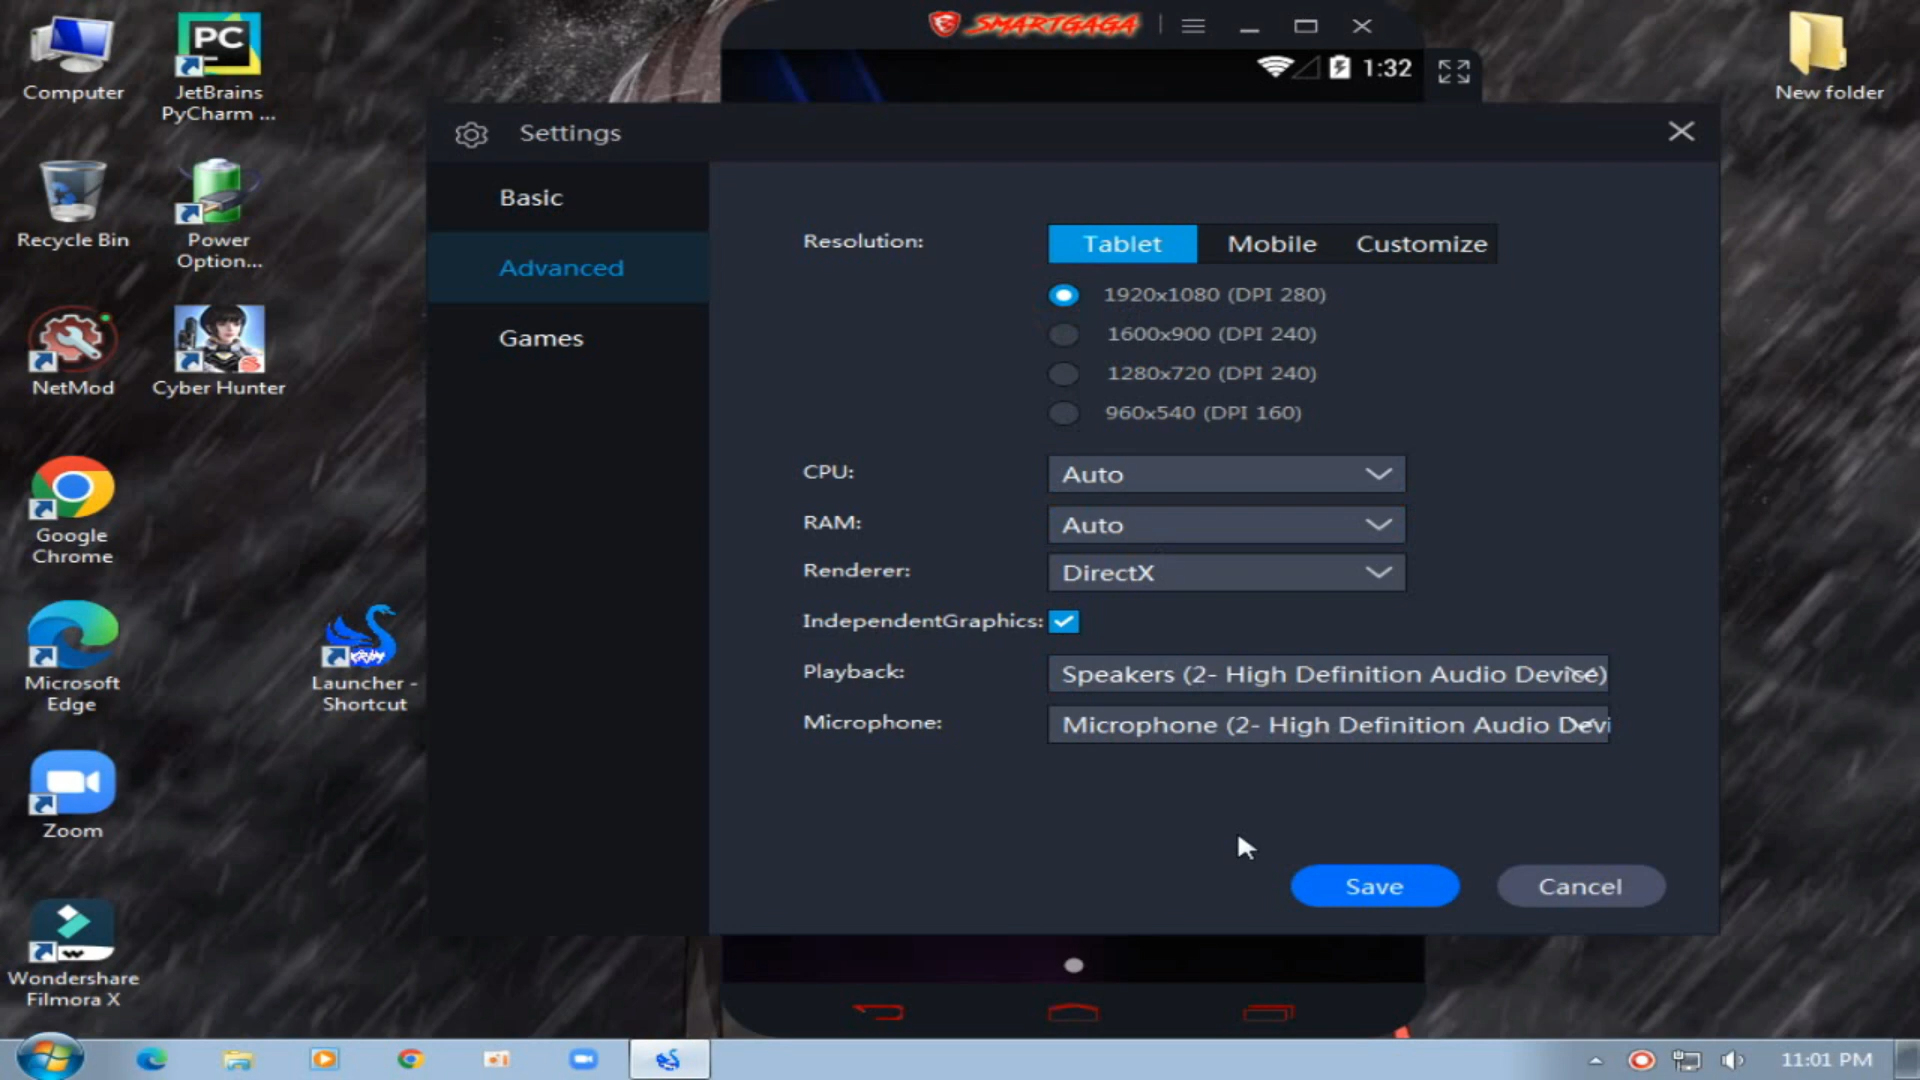 SMARTGAGA
1:32
PC
Computer
JetBrains
PyCharm ...
New folder
Settings
Basic
Advanced
Games
Recycle Bin
Power
Option...
Resolution:
Tablet
Mobile
Customize
1920x1080 (DPI 280)
1600x900 (DPI 240)
1280x720 (DPI 240)
960x540 (DPI 160)
NetMod
Cyber Hunter
CPU:
Auto
RAM:
Auto
Renderer:
DirectX
Google
Chrome
IndependentGraphics:
Playback:
Speakers (2- High Definition Audio Device)
Microphone:
Microphone (2- High Definition Audio Devi
Microsoft
Edge
Launcher -
Shortcut
Zoom
Save
Cancel
Wondershare
Filmora X
11:01 PM